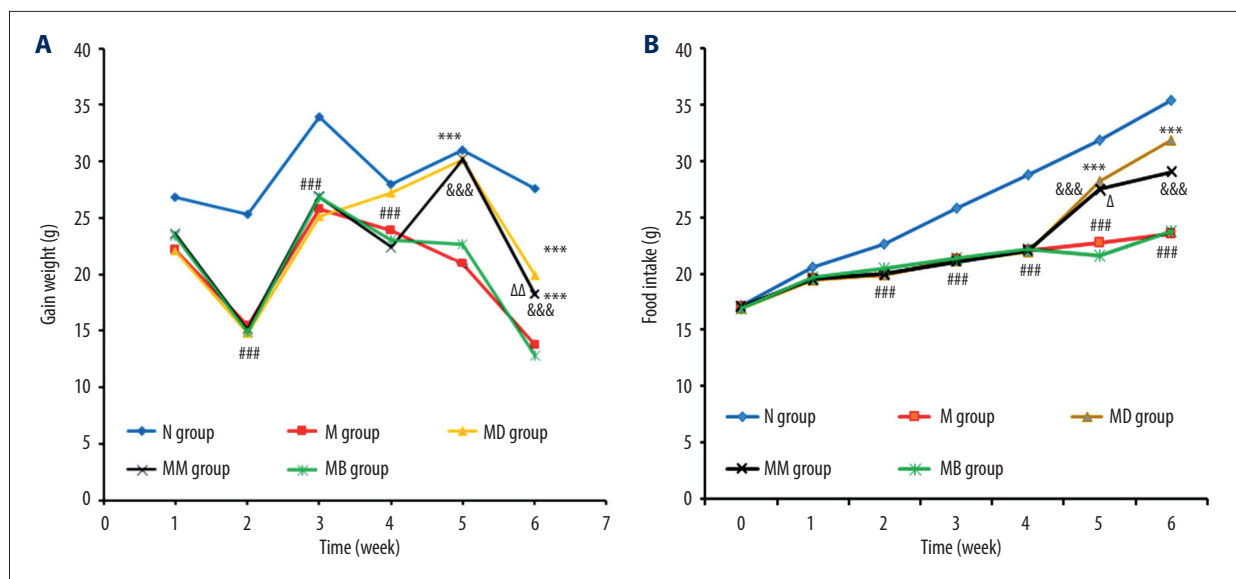 A
40
35
30
25
20
15
10
5
0
Gain weight (g)
###
###
###
***
&&&
***
ΔΔ
***
&&&
N group
M group
MD group
MM group
MB group
0
1
2
3
4
5
6
7
Time (week)
B
40
35
30
25
20
15
10
5
0
Food intake (g)
###
###
###
***
&&&
Δ
###
***
&&&
###
N group
M group
MD group
MM group
MB group
0
1
2
3
4
5
6
Time (week)